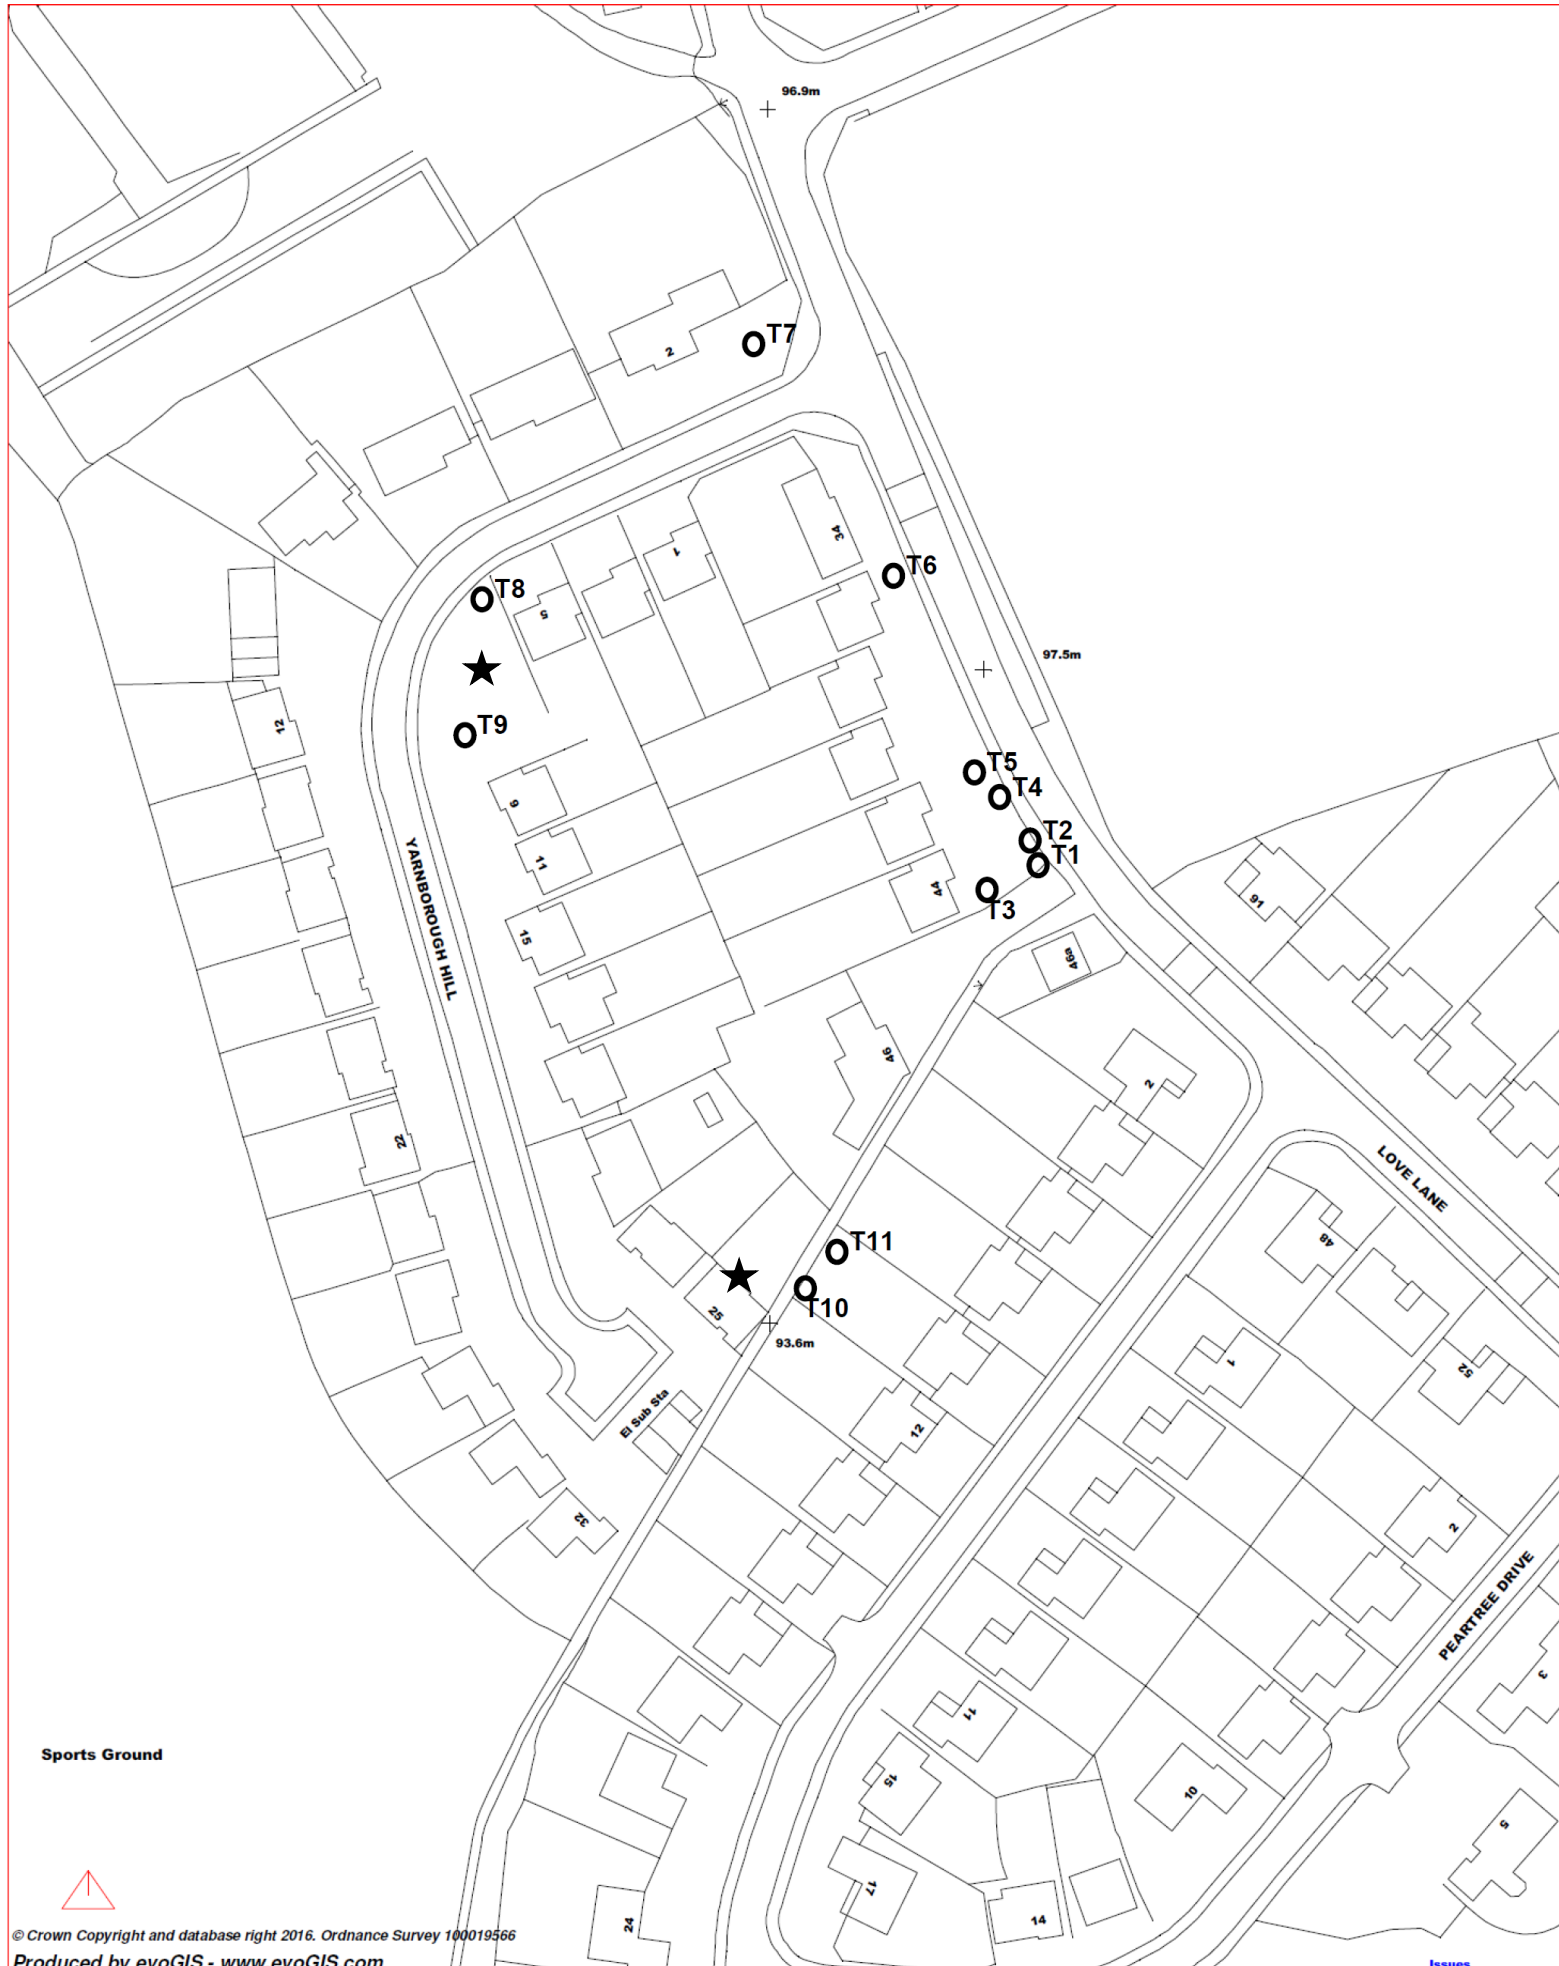 96.9m
T7
2
34
1
T6
5
T8
97.5m
12
T9
T5
T4
9
T2
T1
11
44
T3
91
YARNBOROUGH HILL
15
46a
46
2
22
LOVE LANE
48
T11
T10
25
93.6m
1
52
El Sub Sta
12
32
2
PEARTREE DRIVE
3
11
Sports Ground
15
10
5
17
14
24
© Crown Copyright and database right 2016. Ordnance Survey 100019566
Produced by evoGIS - www.evoGIS.com
Issues